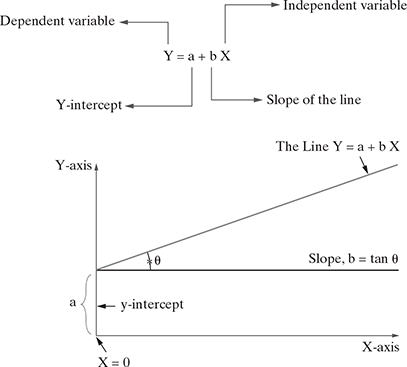 Independent variable
Dependent variable
Y = a + b X
Y-intercept
Slope of the line
The Line Y = a + b X
Y-axis
θ
Slope, b = tan θ
a
y-intercept
X-axis
X = 0